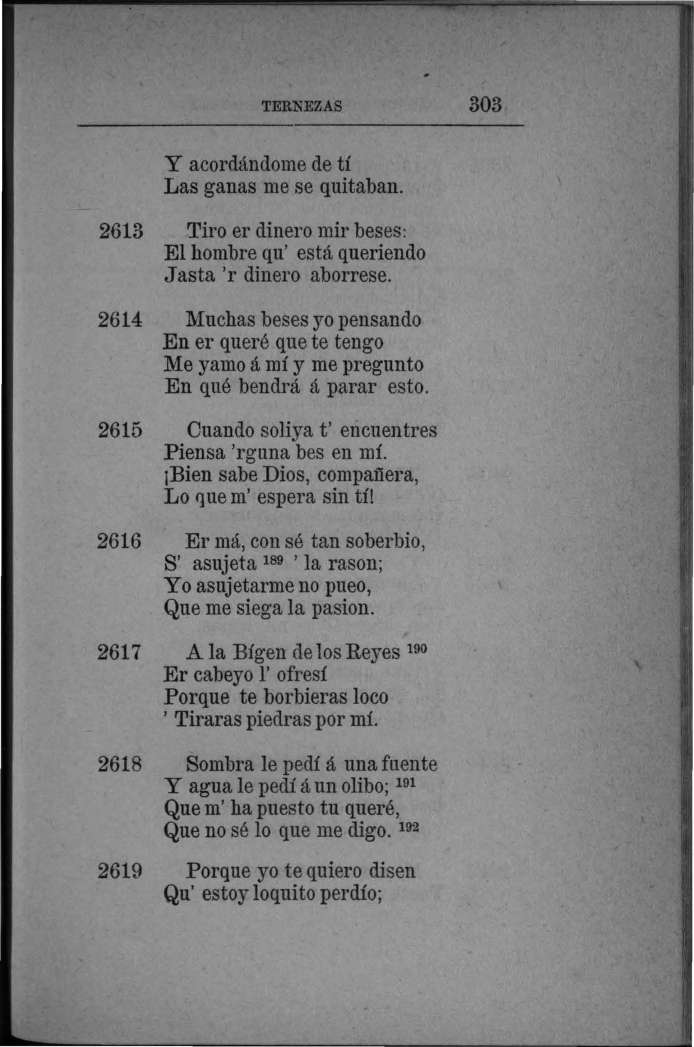 TERNEZAS 303
Y acordándome de tí
Las ganas me se quitaban.
2613 Tiro er dinero mir beses:
El hombre qu' está queriendo
Jasta 'r dinero aborrese.
2614 Muchas beses yo pensando
En er queré que te tengo
Me yamo á mí y me pregunto
En qué bendrá á parar esto.
2615 Cuando soliya t' encuentres
Piensa 'rguna bes en mí.
¡Bien sabe Dios, compañera,
Lo que m' espera sin tí!
2616 Er má, con sé tan soberbio,
S' asujeta 189 ' la rason;
Yo asujetarme no pueo,
Que me siega la pasion.
2617 A la Bígen de los Reyes 190
Er cabeyo l' ofresí
Porque te borbieras loco
' Tiraras piedras por mí.
2618 Sombra le pedí á una fuente
Y agua le pedí á un olibo; 191
Que m' ha puesto tu queré,
Que no sé lo que me digo. 192
2619 Porque yo te quiero disen
Qu' estoy loquito perdío;